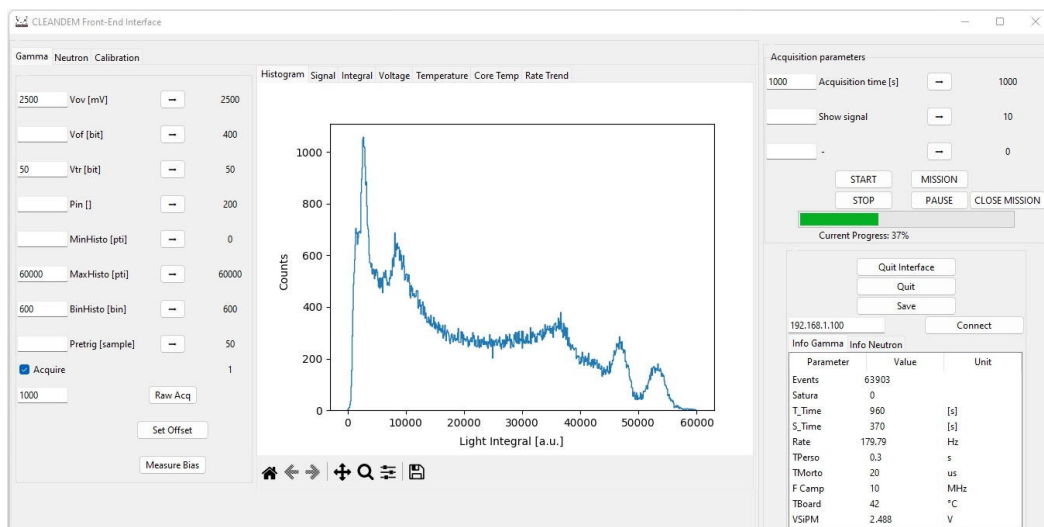 CLEANDEM Front-End Interface
Gamma Neutron Calibration
2500 Vov [mV] → 2500
Vof [bit] → 400
50 Vtr [bit] → 50
Pin [] → 200
MinHisto [pti] → 0
60000 MaxHisto [pti] → 60000
600 BinHisto [bin] → 600
Pretrig [sample] → 50
Acquire 1
1000 Raw Acq
Set Offset
Measure Bias
Histogram Signal Integral Voltage Temperature Core Temp Rate Trend
1000
800
600
400
200
0
Counts
0 10000 20000 30000 40000 50000 60000
Light Integral [a.u.]
Acquisition parameters
1000 Acquisition time [s] → 1000
Show signal → 10
- → 0
START MISSION
STOP PAUSE CLOSE MISSION
Current Progress: 37%
Quit Interface
Quit
Save
192.168.1.100 Connect
Info Gamma Info Neutron
Parameter Value Unit
Events 63903
Satura 0
T_Time 960 [s]
S_Time 370 [s]
Rate 179.79 Hz
TPerso 0.3 s
TMorto 20 us
F Camp 10 MHz
TBoard 42 °C
VSiPM 2.488 V